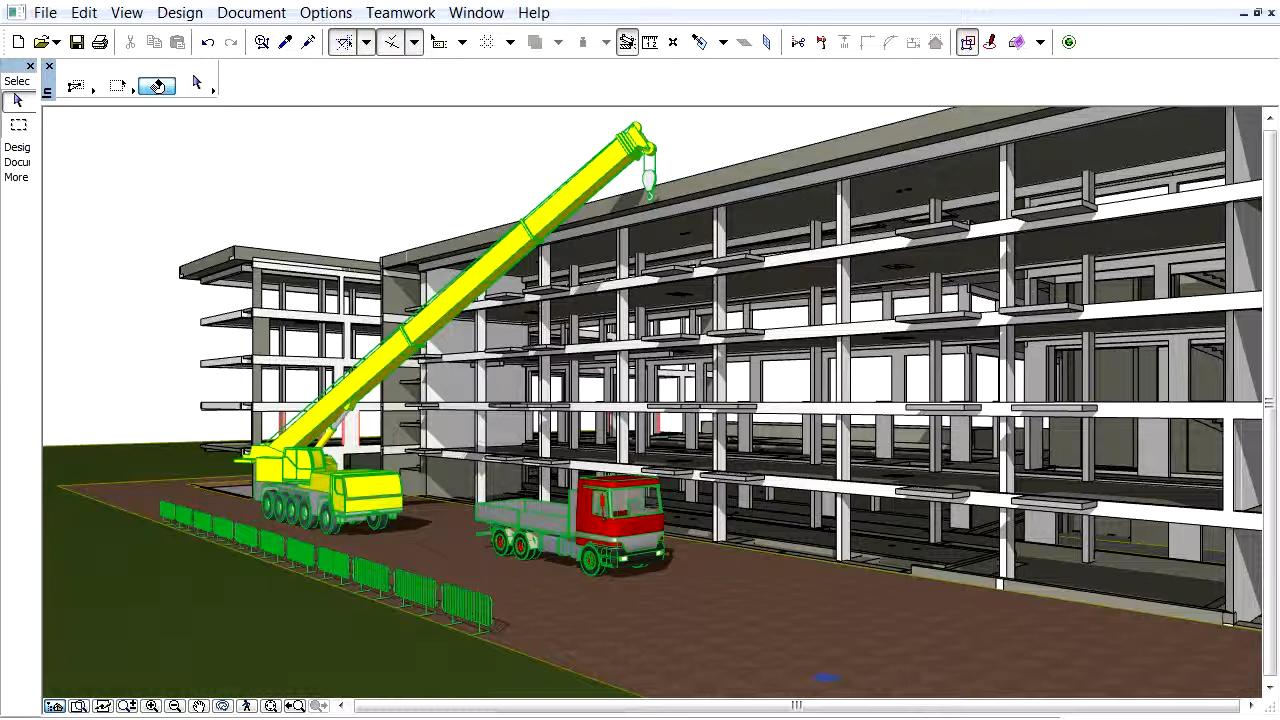 File Edit View Design Document Options Teamwork Window Help
Selec
Desig
Docu
More